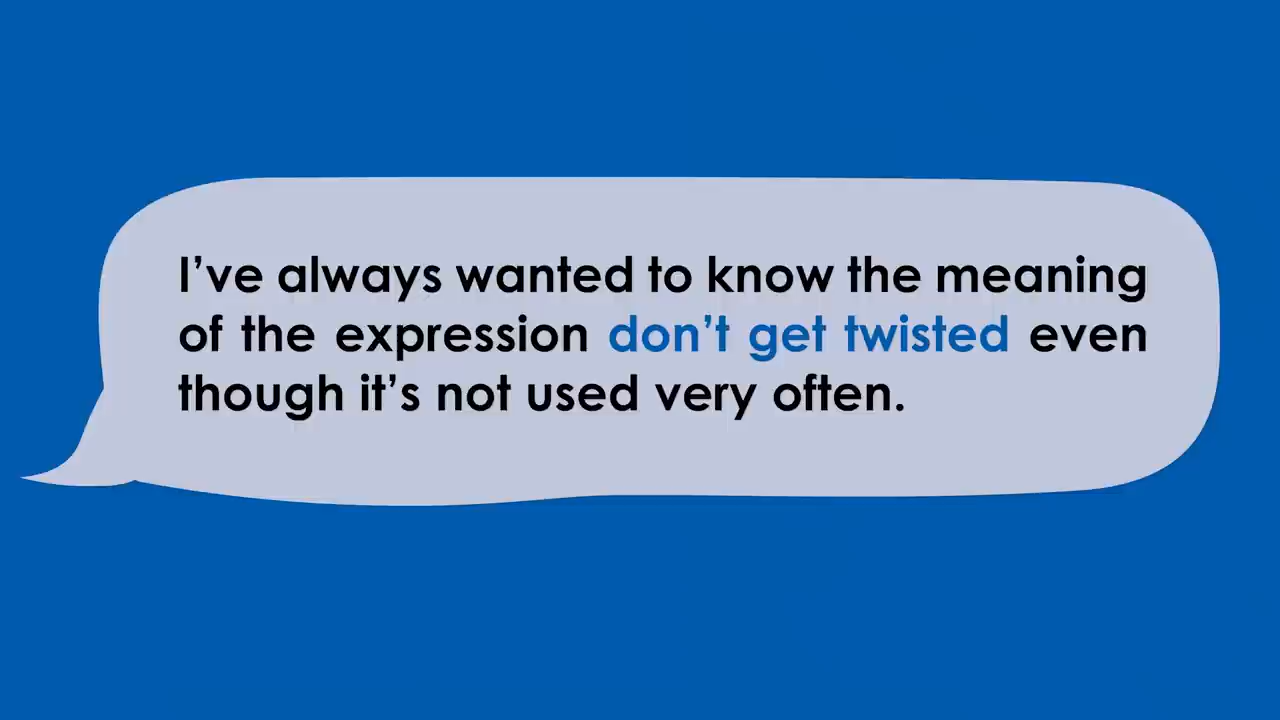 I’ve always wanted to know the meaning
of the expression don’t get twisted even
though it’s not used very often.